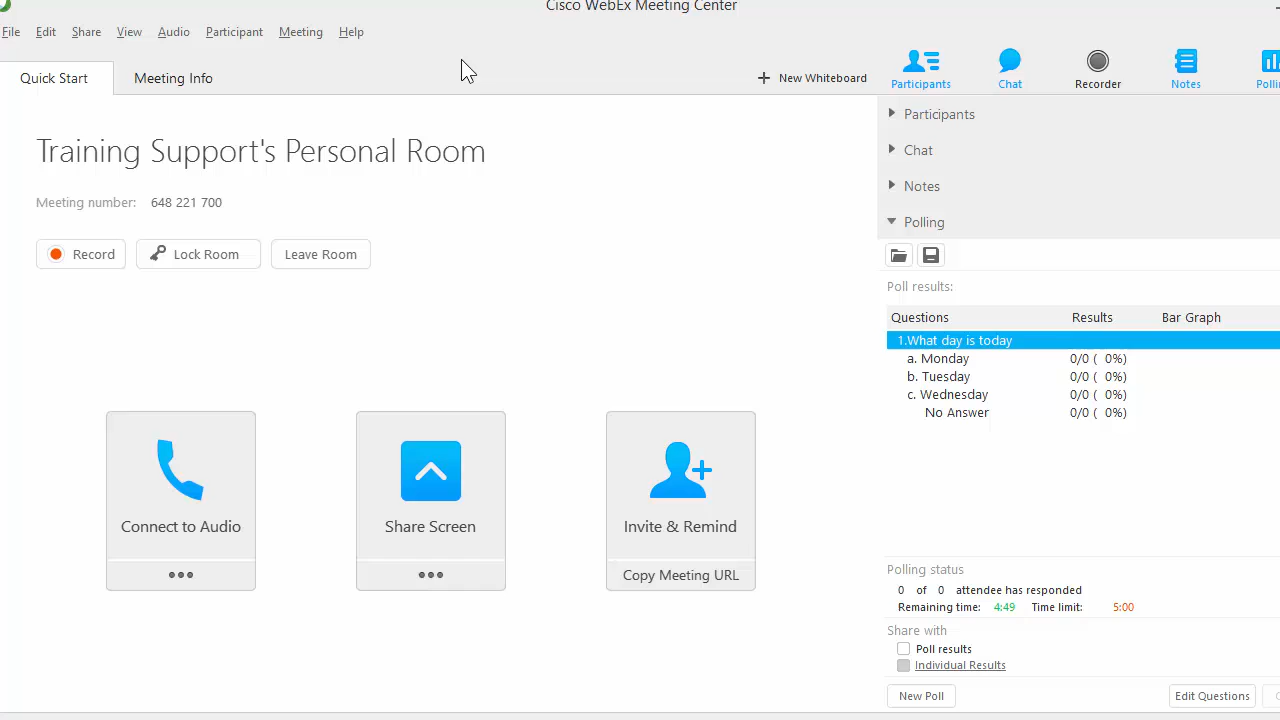 Cisco WebEx Meeting Center
File Edit Share View Audio Participant Meeting Help
Quick Start Meeting Info + New Whiteboard Participants Chat Recorder Notes
Training Support's Personal Room
Meeting number: 648 221 700
Record Lock Room Leave Room
Connect to Audio
Share Screen
Invite & Remind
Copy Meeting URL
Participants
Chat
Notes
Polling
Poll results:
Questions Results Bar Graph
1.What day is today
a. Monday 0/0 ( 0%)
b. Tuesday 0/0 ( 0%)
c. Wednesday 0/0 ( 0%)
No Answer 0/0 ( 0%)
Polling status
0 of 0 attendee has responded
Remaining time: 4:49 Time limit: 5:00
Share with
Poll results
Individual Results
New Poll Edit Questions